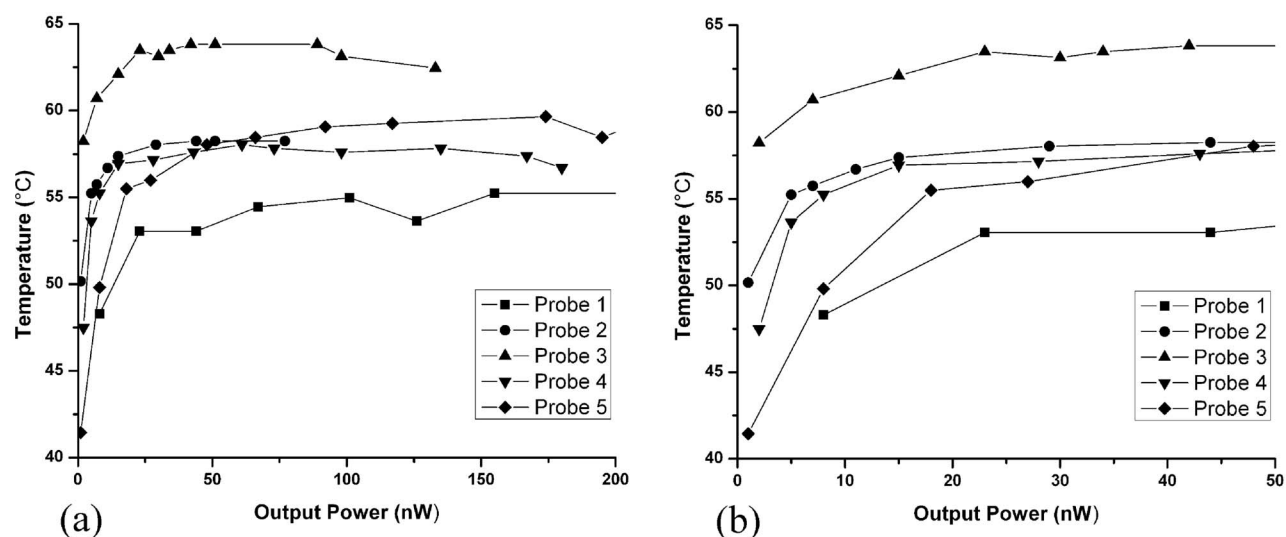 65
60
55
50
45
40
Temperature (°C)
0
50
100
150
200
Output Power (nW)
Probe 1
Probe 2
Probe 3
Probe 4
Probe 5
(a)
65
60
55
50
45
40
Temperature (°C)
0
10
20
30
40
50
Output Power (nW)
Probe 1
Probe 2
Probe 3
Probe 4
Probe 5
(b)